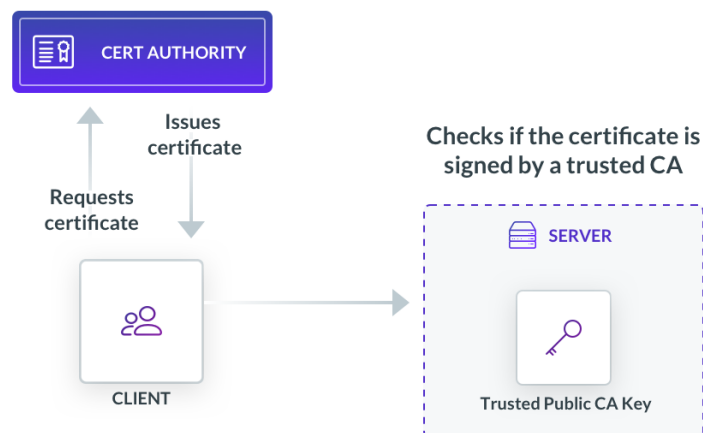 CERT AUTHORITY
Issues
certificate
Requests
certificate
CLIENT
Checks if the certificate is
signed by a trusted CA
SERVER
Trusted Public CA Key